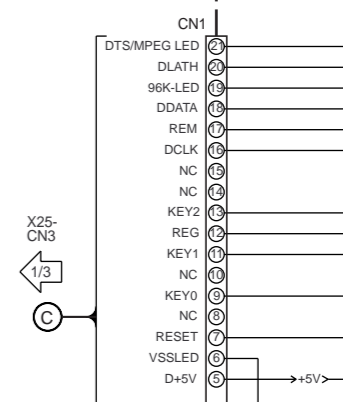 CN1
DTS/MPEG LED 21
DLATH 20
96K-LED 19
DDATA 18
REM 17
DCLK 16
NC 15
NC 14
KEY2 13
REG 12
KEY1 11
NC 10
KEY0 9
NC 8
RESET 7
VSSLED 6
D+5V 5 +5V
X25-
CN3
1/3
C